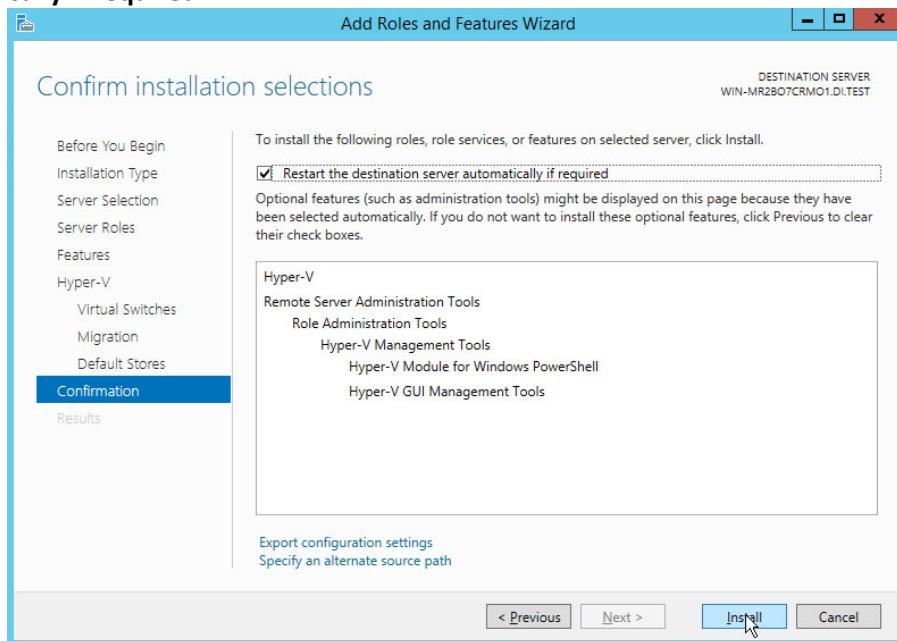 Add Roles and Features Wizard
Confirm installation selections
DESTINATION SERVER
WIN-MR2BO7CRMO1.DI.TEST
Before You Begin
Installation Type
Server Selection
Server Roles
Features
Hyper-V
Virtual Switches
Migration
Default Stores
Confirmation
Results
To install the following roles, role services, or features on selected server, click Install.
Restart the destination server automatically if required
Optional features (such as administration tools) might be displayed on this page because they have
been selected automatically. If you do not want to install these optional features, click Previous to clear
their check boxes.
Hyper-V
Remote Server Administration Tools
Role Administration Tools
Hyper-V Management Tools
Hyper-V Module for Windows PowerShell
Hyper-V GUI Management Tools
Export configuration settings
Specify an alternate source path
< Previous
Next >
Install
Cancel